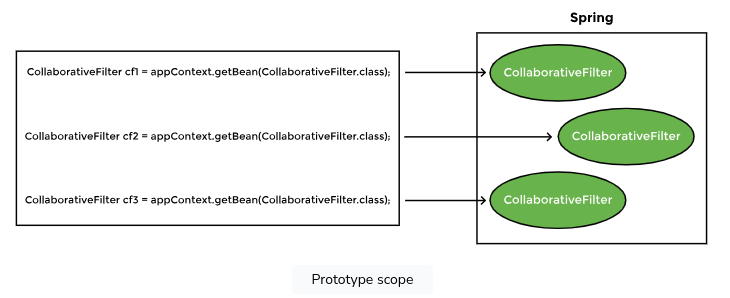 Spring
CollaborativeFilter cf1 = appContext.getBean(CollaborativeFilter.class);
CollaborativeFilter
CollaborativeFilter cf2 = appContext.getBean(CollaborativeFilter.class);
CollaborativeFilter
CollaborativeFilter cf3 = appContext.getBean(CollaborativeFilter.class);
CollaborativeFilter
Prototype scope